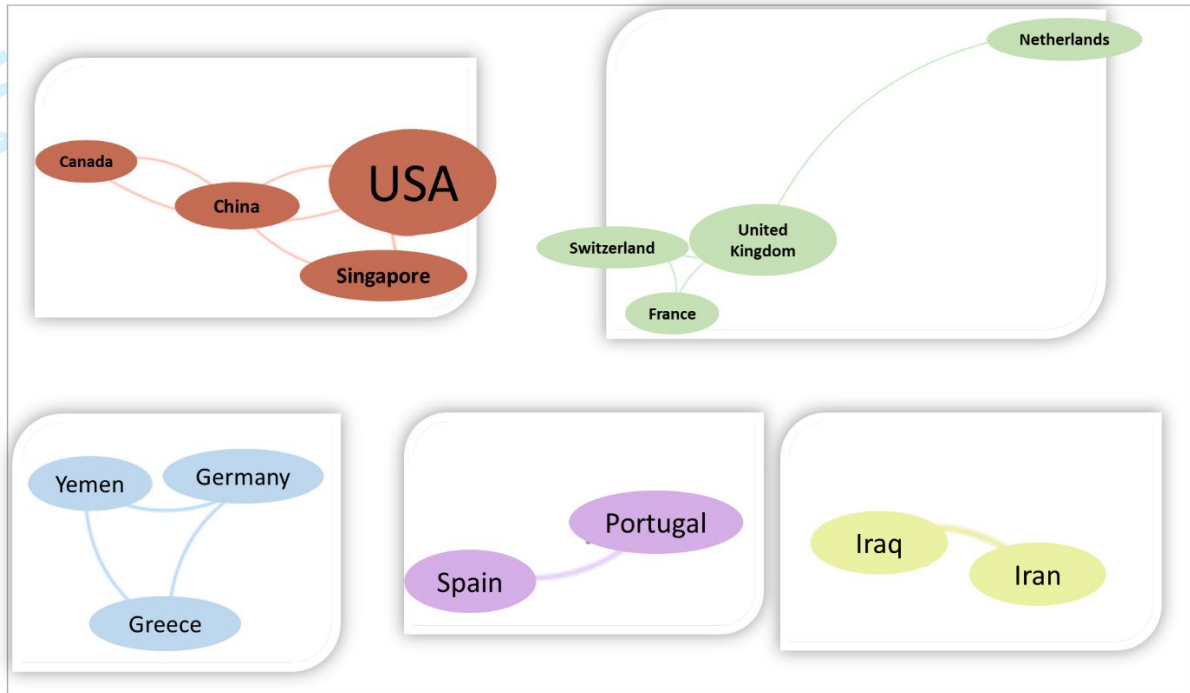 Netherlands
Canada
USA
China
Singapore
United
Kingdom
Switzerland
France
Yemen
Germany
Greece
Portugal
Spain
Iraq
Iran